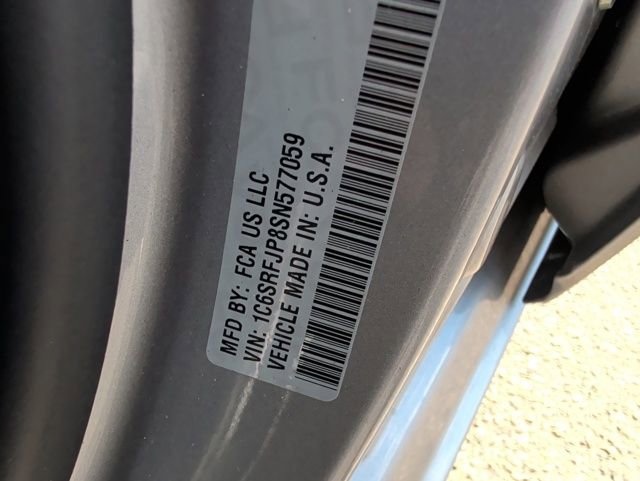 MFD BY: FCA US LLC
VIN: 1C6SRFJP8SN577059
VEHICLE MADE IN: U.S.A.